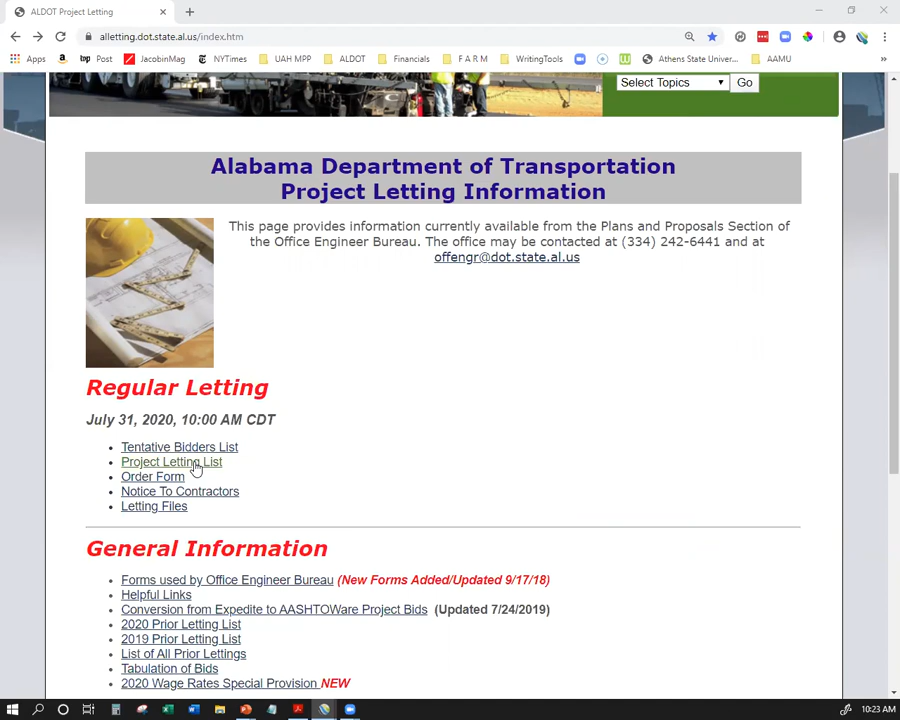 ALDOT Project Letting
alletting.dot.state.al.us/index.htm
Apps
Post
JacobinMag
NYTimes
UAH MPP
ALDOT
Financials
F A R M
WritingTools
Athens State Univer...
AAMU
»
Select Topics
Go
Alabama Department of Transportation
Project Letting Information
This page provides information currently available from the Plans and Proposals Section of
the Office Engineer Bureau. The office may be contacted at (334) 242-6441 and at
offengr@dot.state.al.us
Regular Letting
July 31, 2020, 10:00 AM CDT
• Tentative Bidders List
• Project Letting List
• Order Form
• Notice To Contractors
• Letting Files
General Information
• Forms used by Office Engineer Bureau (New Forms Added/Updated 9/17/18)
• Helpful Links
• Conversion from Expedite to AASHTOWare Project Bids (Updated 7/24/2019)
• 2020 Prior Letting List
• 2019 Prior Letting List
• List of All Prior Lettings
• Tabulation of Bids
• 2020 Wage Rates Special Provision NEW
10:23 AM